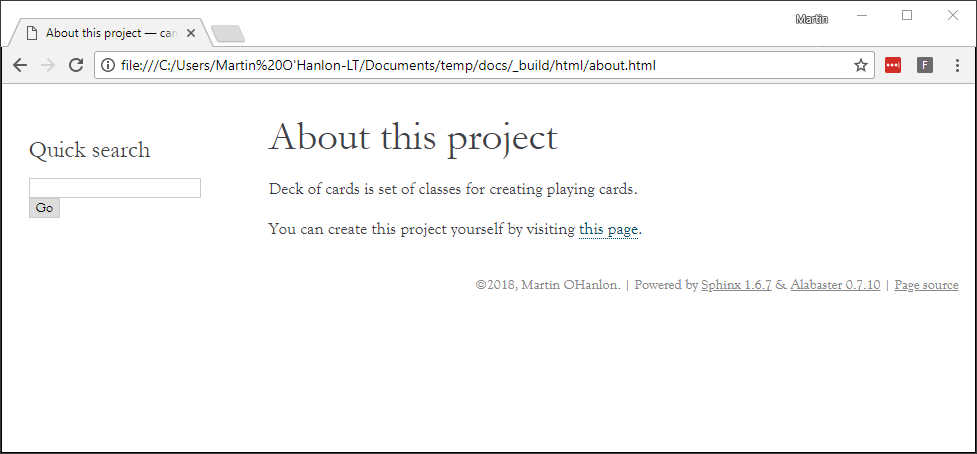 Martin
About this project — car
file:///C:/Users/Martin%20O'Hanlon-LT/Documents/temp/docs/_build/html/about.html
F
Quick search
Go
About this project
Deck of cards is set of classes for creating playing cards.
You can create this project yourself by visiting this page.
©2018, Martin OHanlon. | Powered by Sphinx 1.6.7 & Alabaster 0.7.10 | Page source